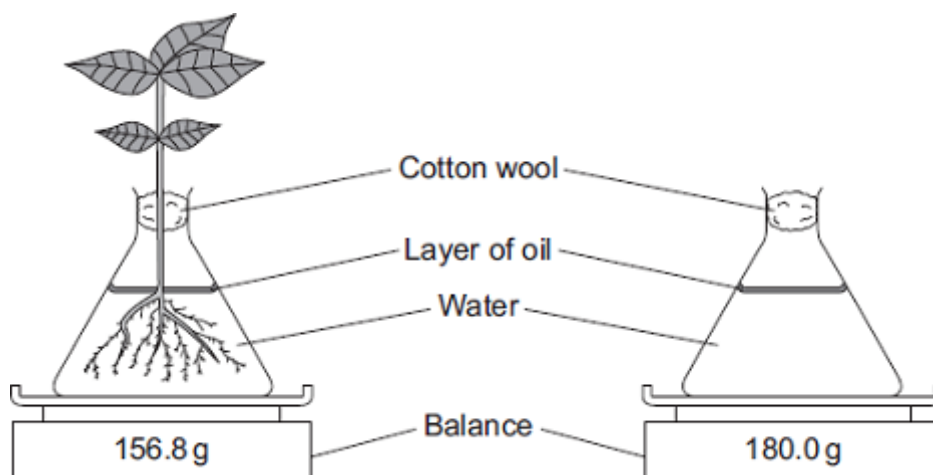 Cotton wool
Layer of oil
Water
Balance
156.8 g
180.0 g